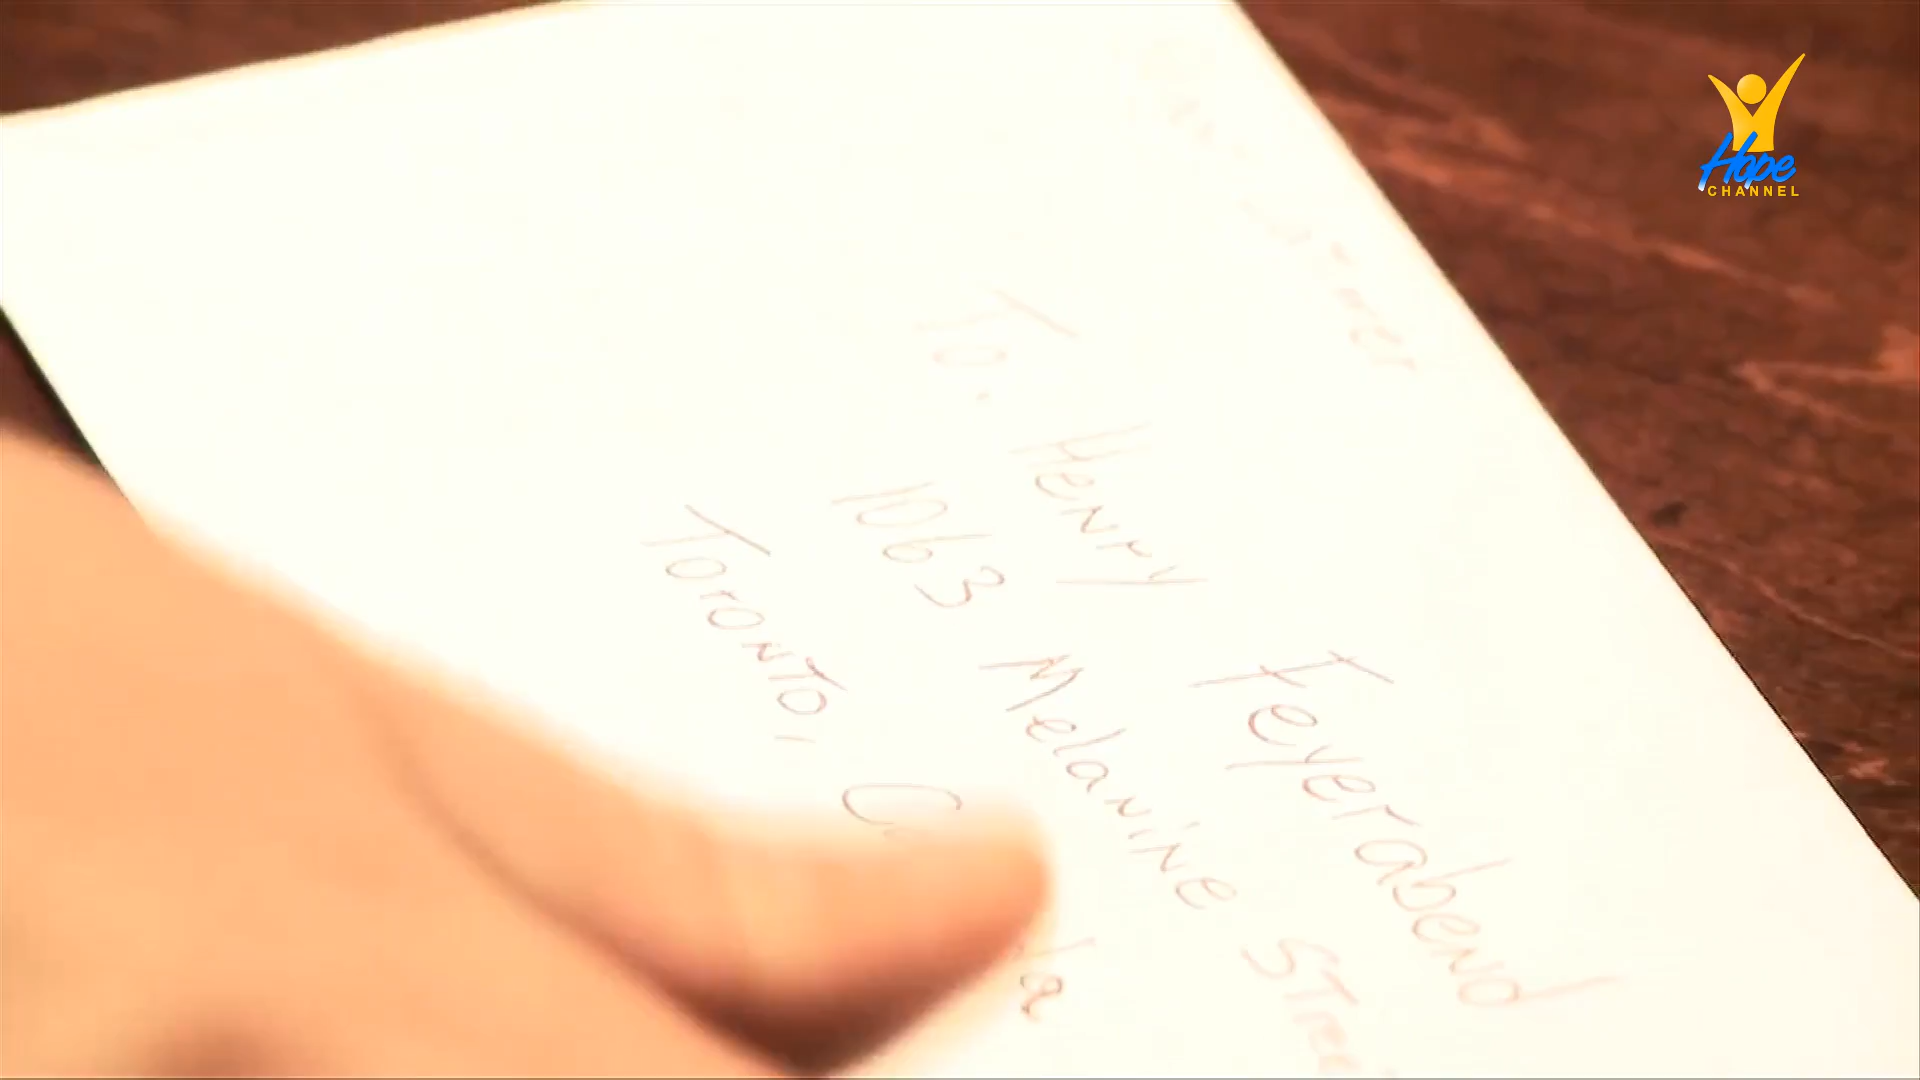 Hope
CHANNEL
To. Henry Feyerabend
1063 Melanine
Toronto,